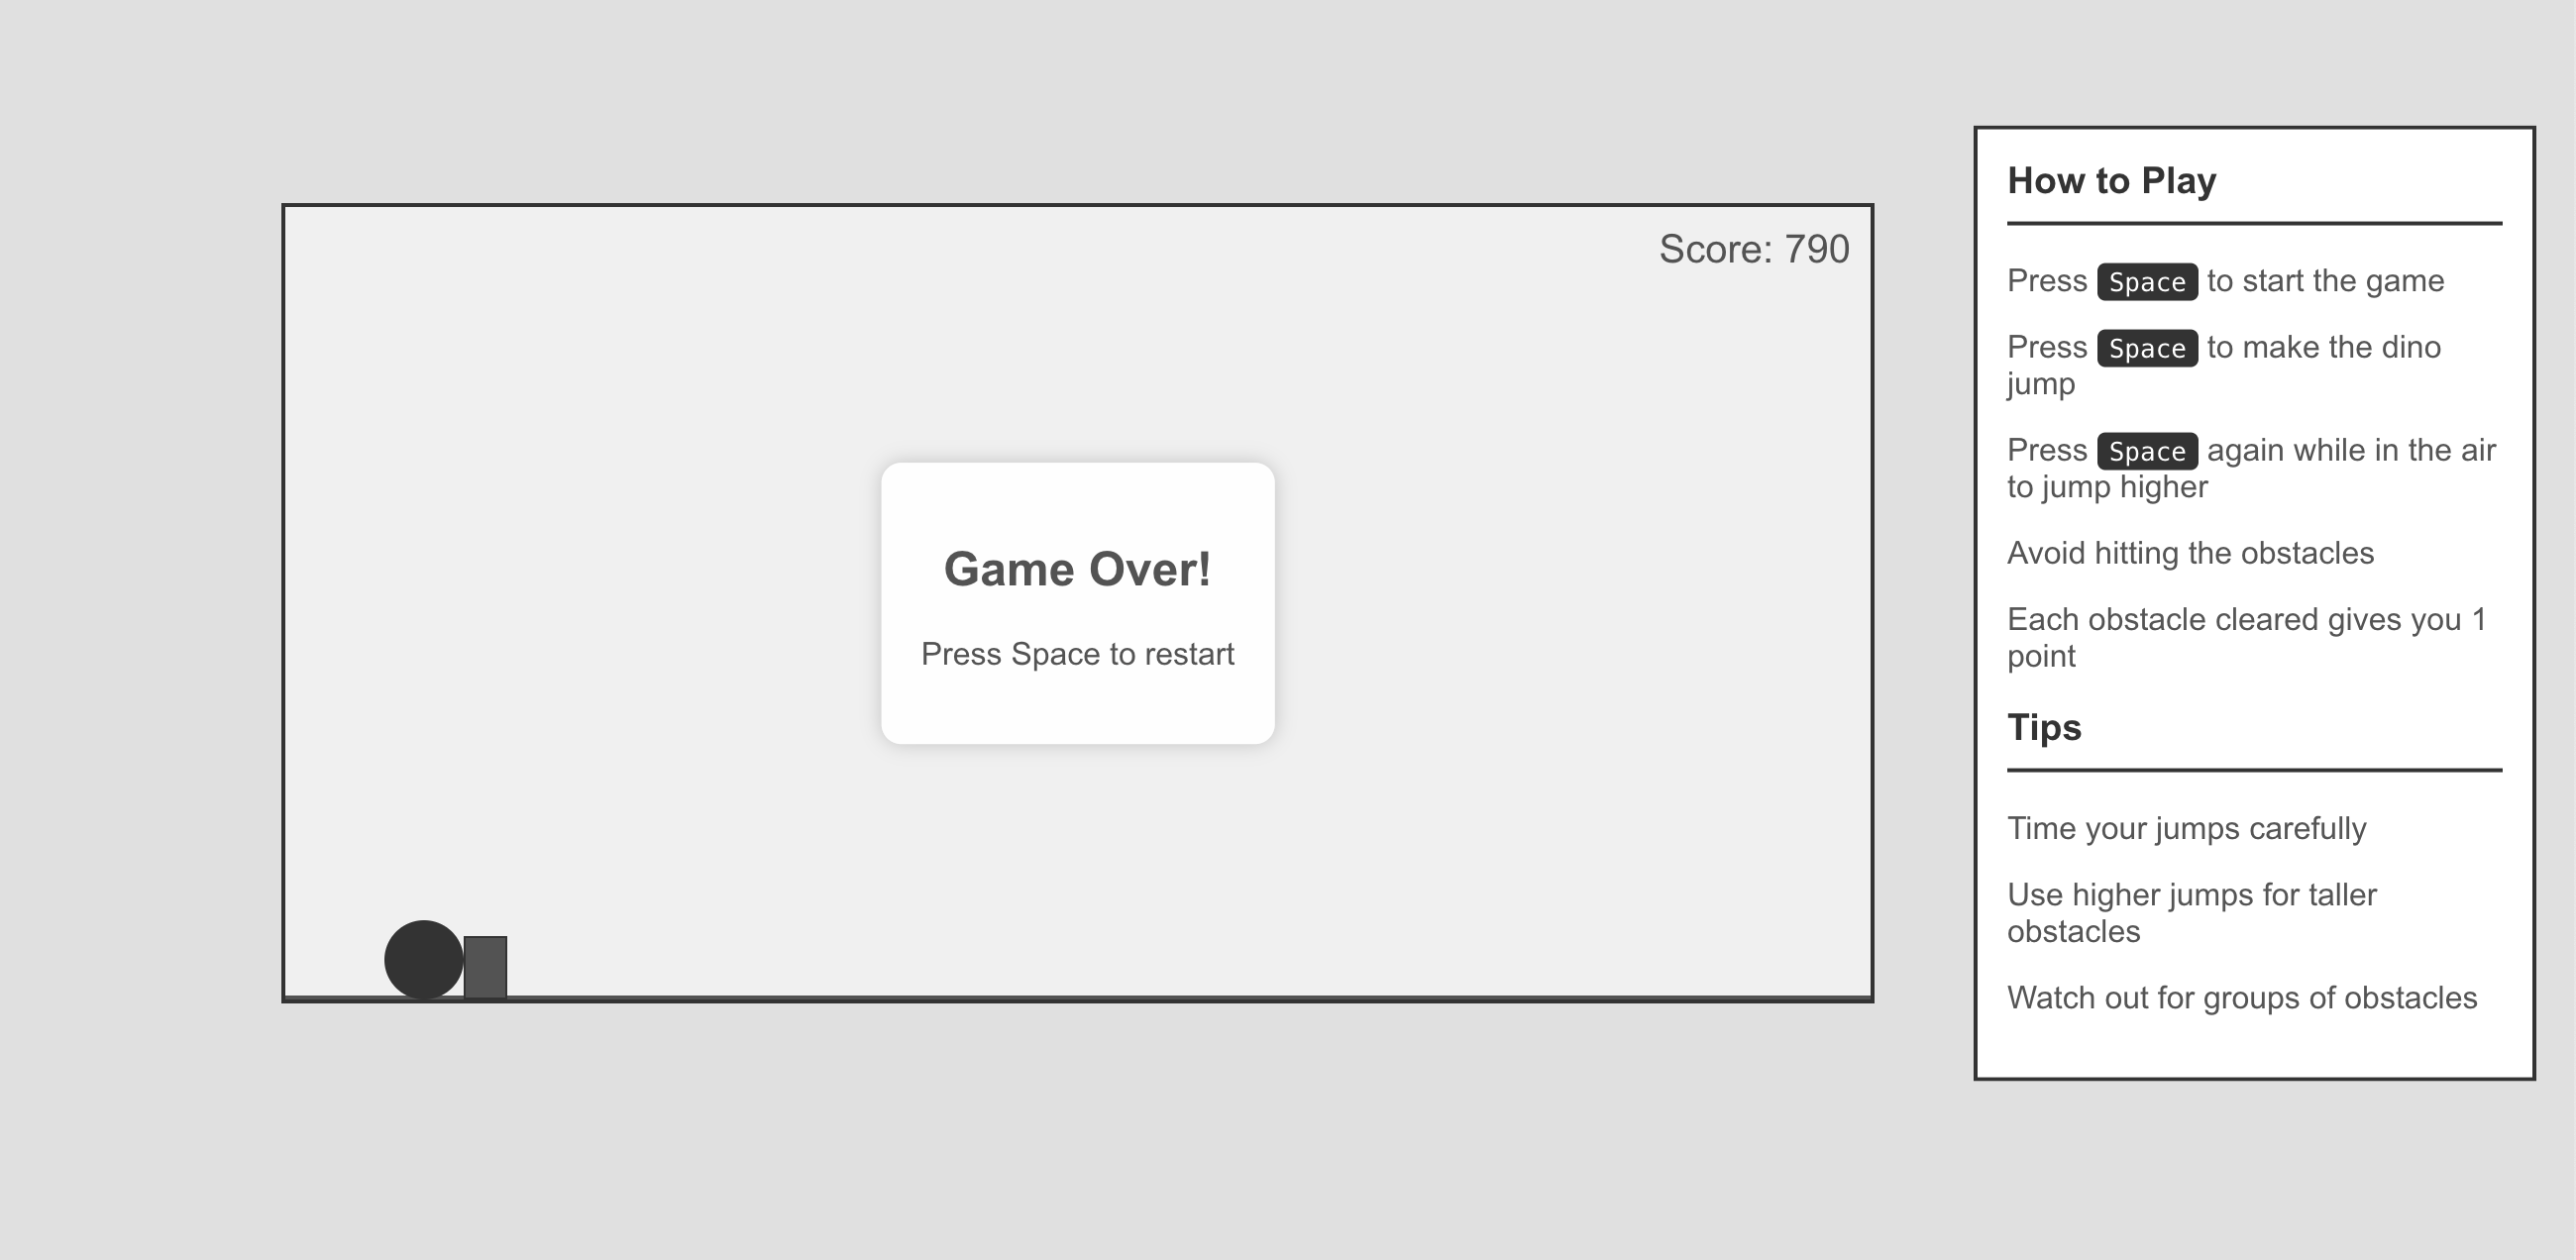 Score: 790
Game Over!
Press Space to restart
How to Play
Press Space to start the game
Press Space to make the dino
jump
Press Space again while in the air
to jump higher
Avoid hitting the obstacles
Each obstacle cleared gives you 1
point
Tips
Time your jumps carefully
Use higher jumps for taller
obstacles
Watch out for groups of obstacles